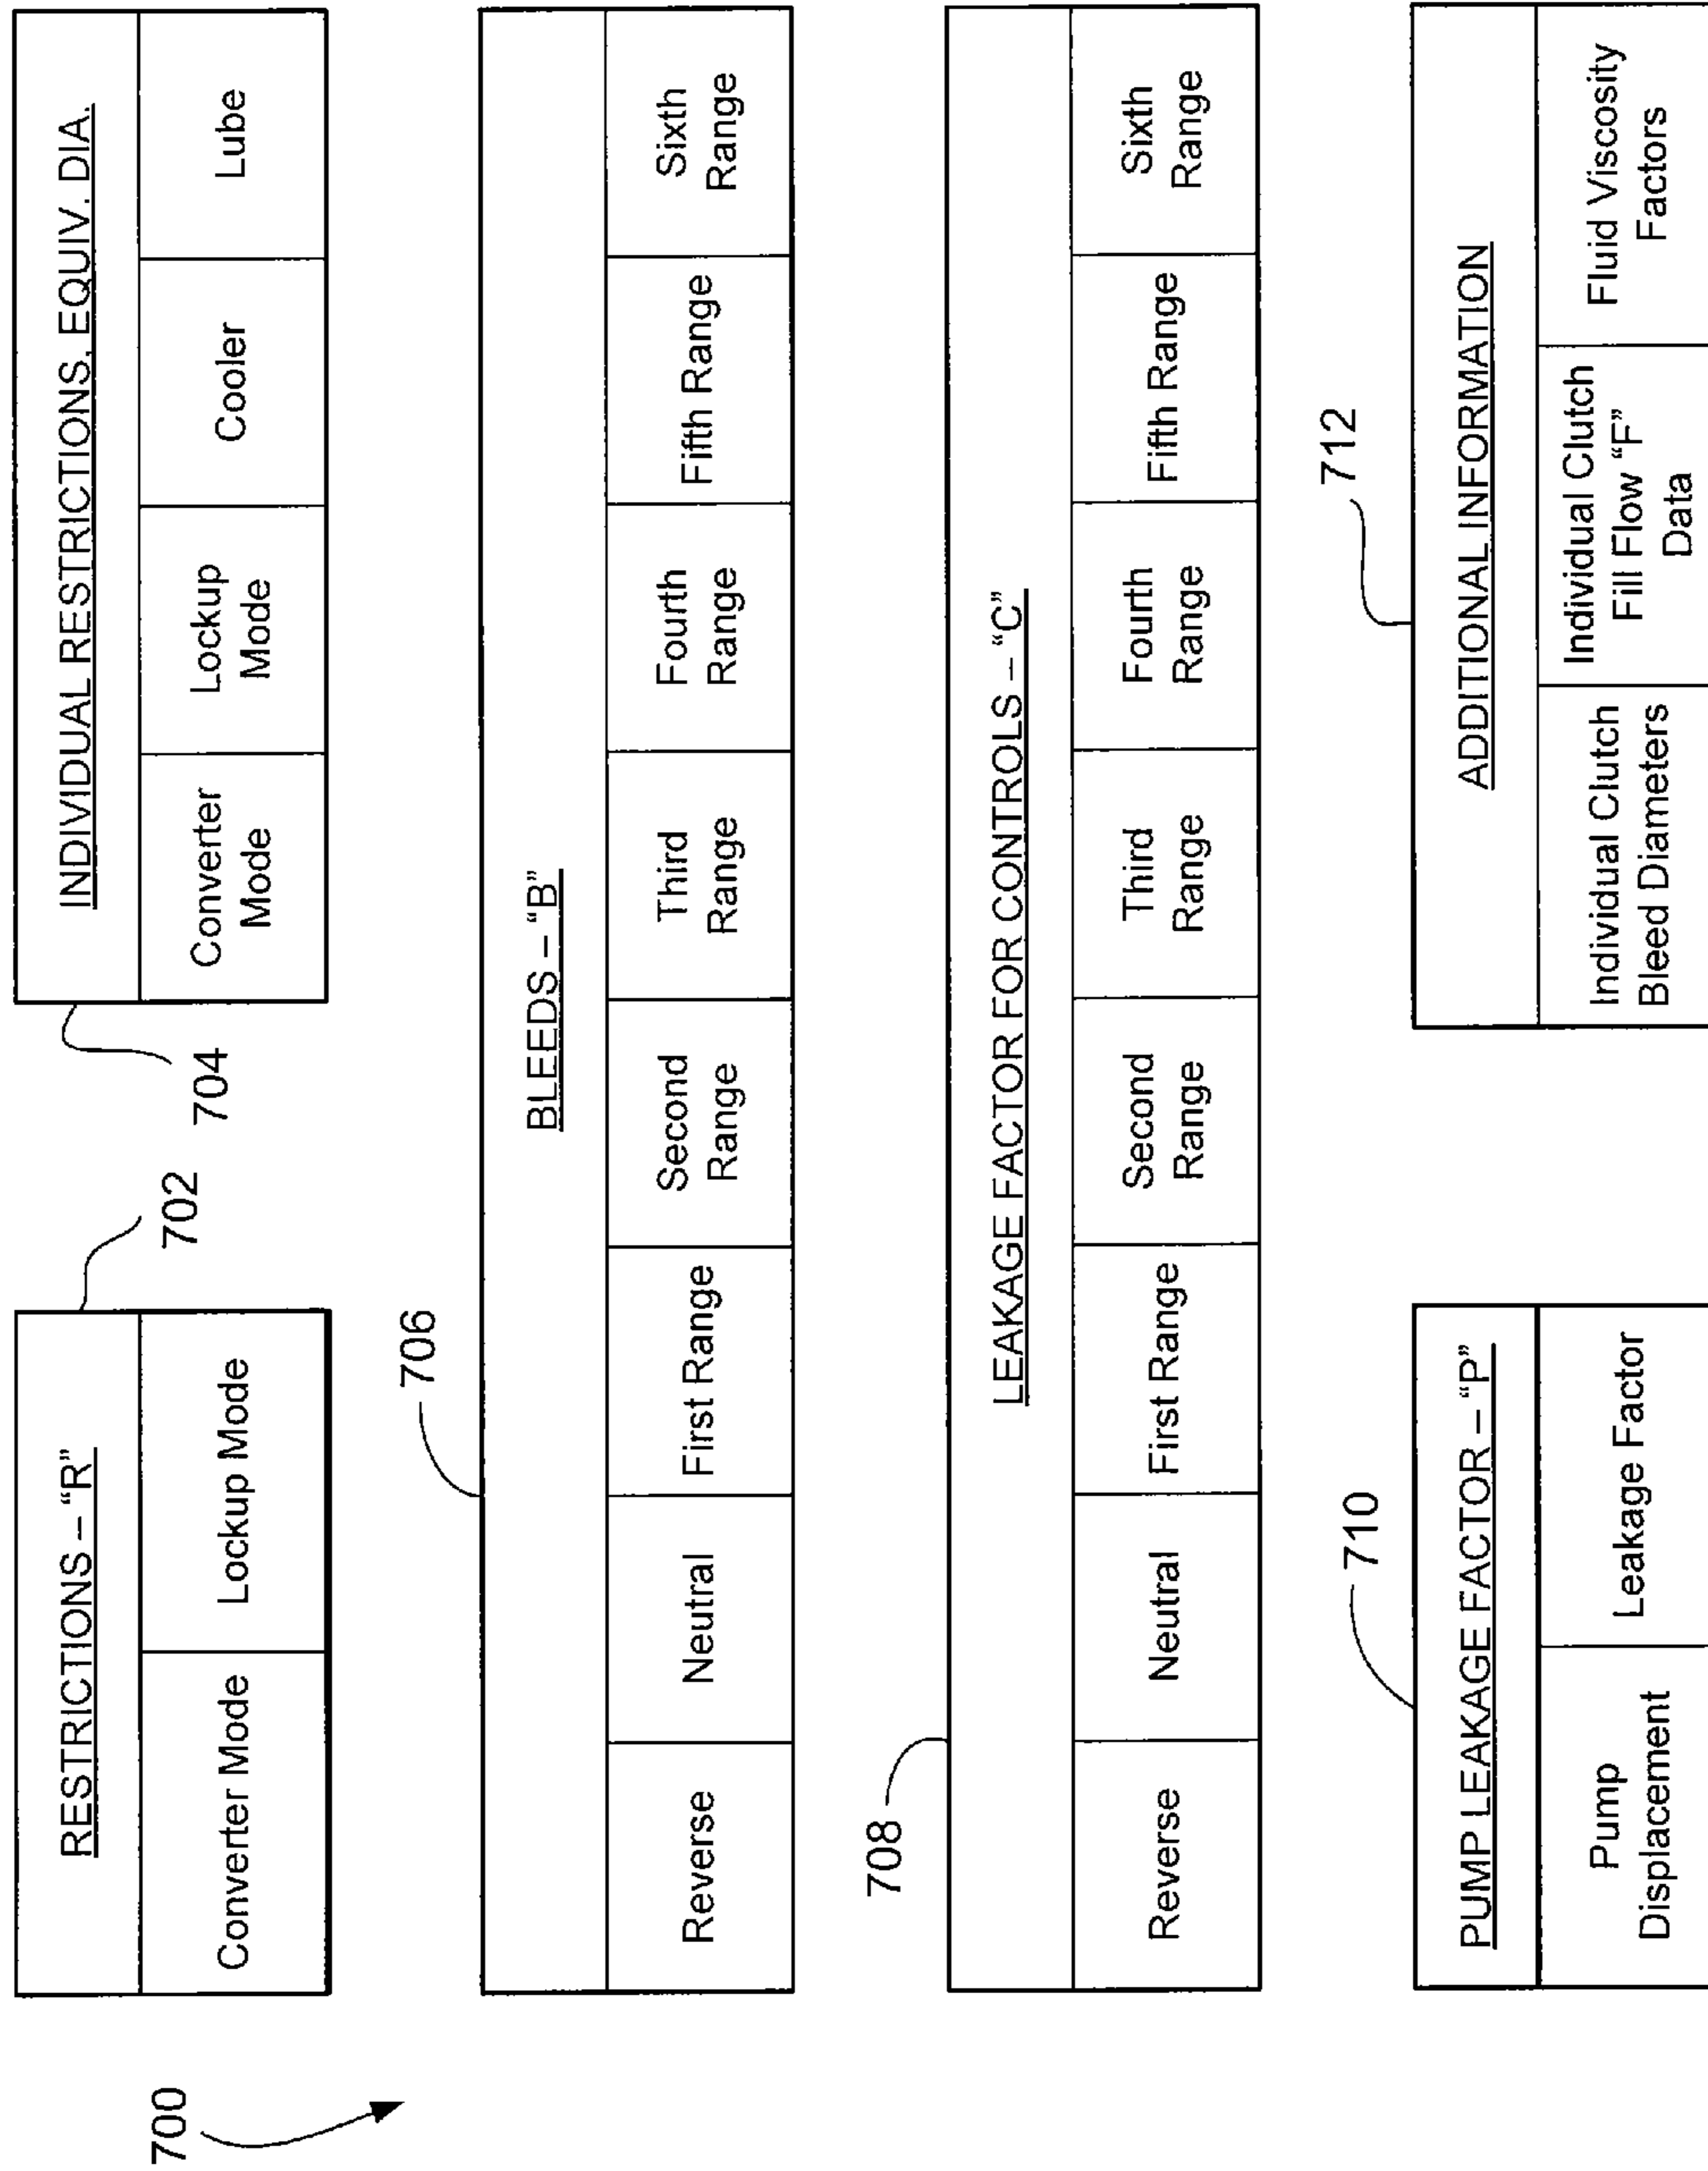 700
702
RESTRICTIONS – “R”
Converter Mode
Lockup Mode
704
INDIVIDUAL RESTRICTIONS, EQUIV. DIA.
Converter
Mode
Lockup
Mode
Cooler
Lube
706
BLEEDS – “B”
Reverse
Neutral
First Range
Second
Range
Third
Range
Fourth
Range
Fifth Range
Sixth
Range
708
LEAKAGE FACTOR FOR CONTROLS – “C”
Reverse
Neutral
First Range
Second
Range
Third
Range
Fourth
Range
Fifth Range
Sixth
Range
710
PUMP LEAKAGE FACTOR – “P”
Pump
Displacement
Leakage Factor
712
ADDITIONAL INFORMATION
Individual Clutch
Bleed Diameters
Individual Clutch
Fill Flow “F”
Data
Fluid Viscosity
Factors